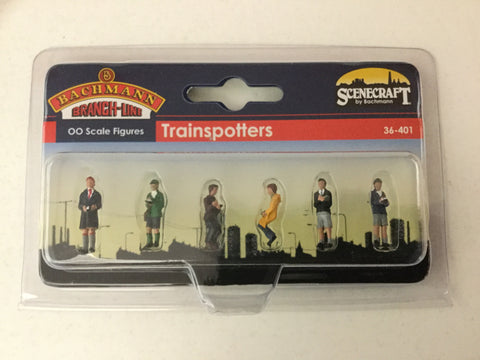 BACHMANN
BRANCH-LINE
OO Scale Figures
Trainspotters
SCENECRAFT
by Bachmann
36-401